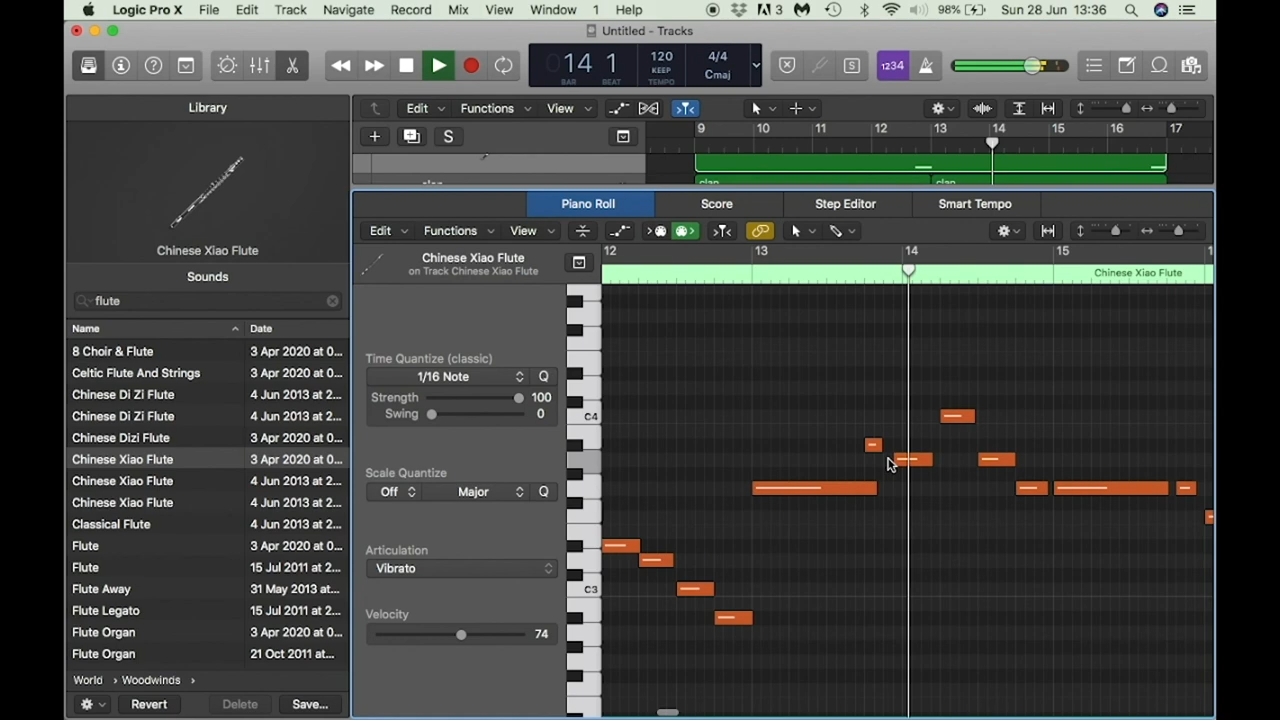 Logic Pro X File Edit Track Navigate Record Mix View Window 1 Help 3 98% Sun 28 Jun 13:36
Untitled - Tracks
14 1 120 4/4
KEEP Cmaj
BAR BEAT TEMPO
1234
Library
Edit Functions View
S
9 10 11 12 13 14 15 16 17
Chinese Xiao Flute
Sounds
flute
Name Date
8 Choir & Flute 3 Apr 2020 at 0...
Celtic Flute And Strings 3 Apr 2020 at 0...
Chinese Di Zi Flute 4 Jun 2013 at 2...
Chinese Di Zi Flute 4 Jun 2013 at 2...
Chinese Dizi Flute 3 Apr 2020 at 0...
Chinese Xiao Flute 3 Apr 2020 at 0...
Chinese Xiao Flute 4 Jun 2013 at 2...
Chinese Xiao Flute 4 Jun 2013 at 2...
Classical Flute 4 Jun 2013 at 2...
Flute 3 Apr 2020 at 0...
Flute 15 Jul 2011 at 2...
Flute Away 31 May 2013 at...
Flute Legato 15 Jul 2011 at 2...
Flute Organ 3 Apr 2020 at 0...
Flute Organ 21 Oct 2011 at...
World Woodwinds
Revert Delete Save...
Piano Roll Score Step Editor Smart Tempo
Edit Functions View
Chinese Xiao Flute
on Track Chinese Xiao Flute
12 13 14 15
Chinese Xiao Flute
Time Quantize (classic)
1/16 Note Q
Strength 100
Swing 0
Scale Quantize
Off Major Q
Articulation
Vibrato
Velocity
74
C4
C3